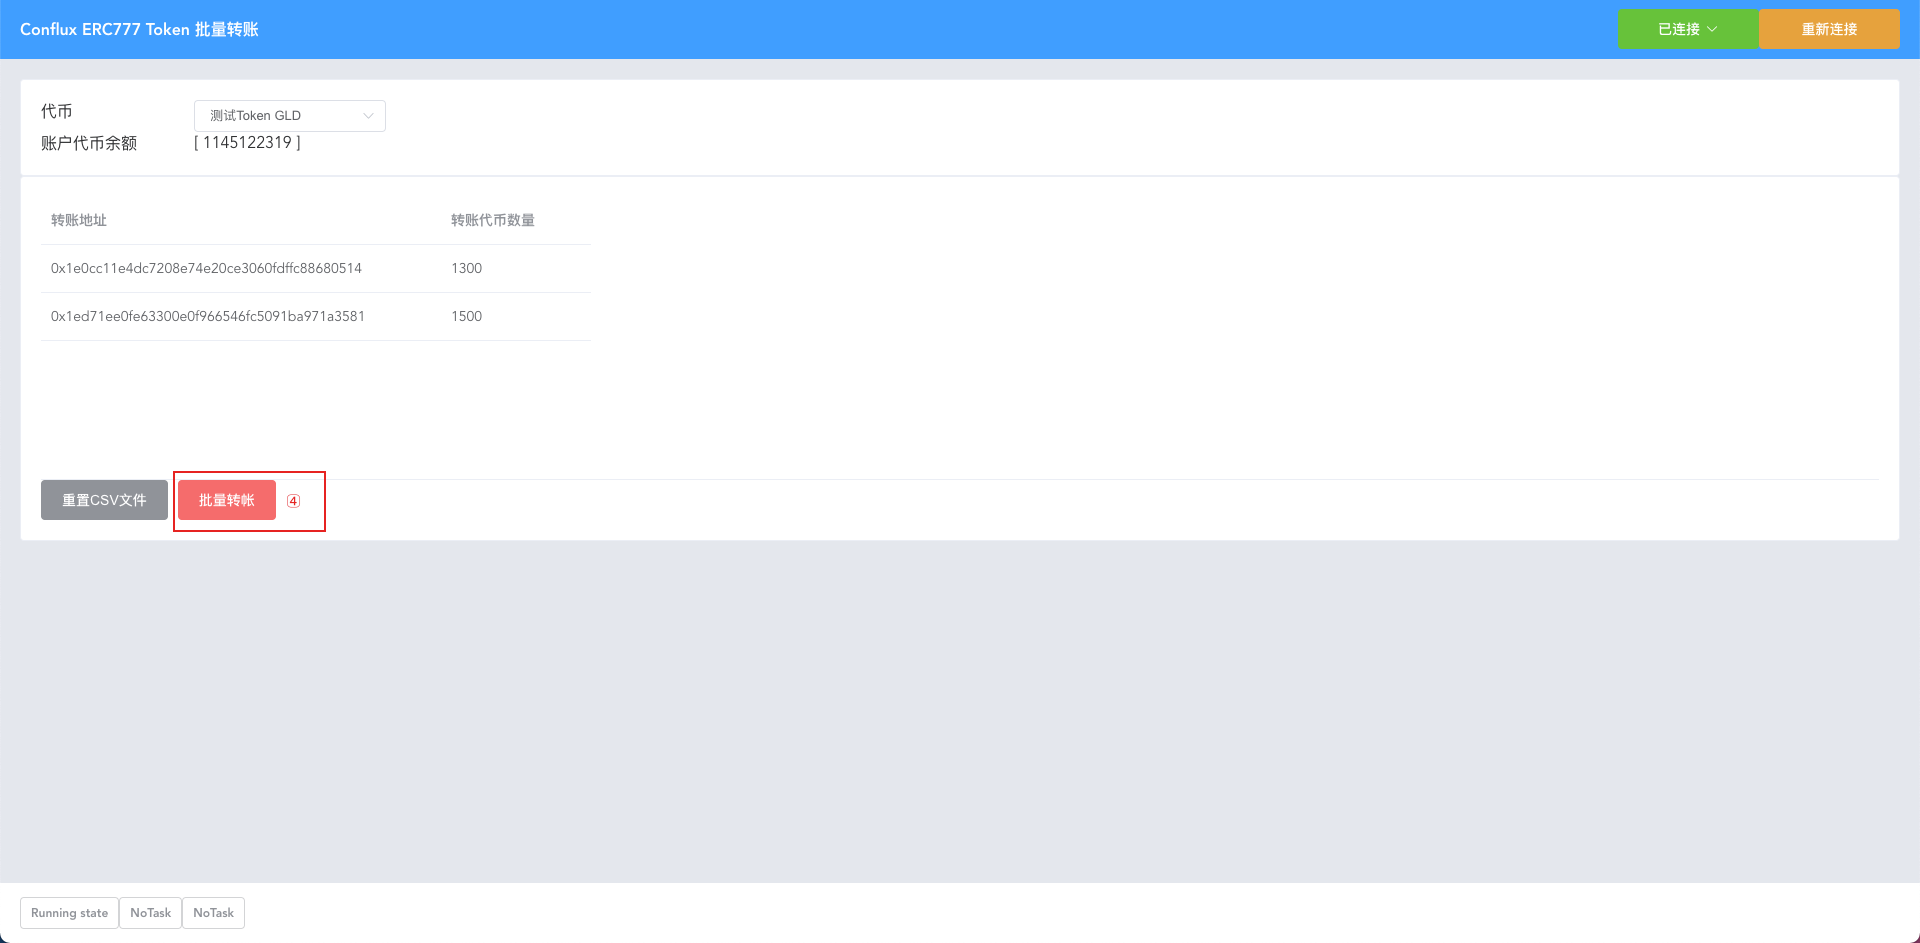 Conflux ERC777 Token 批量转账
已连接
重新连接
代币
测试Token GLD
账户代币余额
[ 1145122319 ]
转账地址
转账代币数量
0x1e0cc11e4dc7208e74e20ce3060fdffc88680514
1300
0x1ed71ee0fe63300e0f966546fc5091ba971a3581
1500
重置CSV文件
批量转帐
④
Running state
NoTask
NoTask